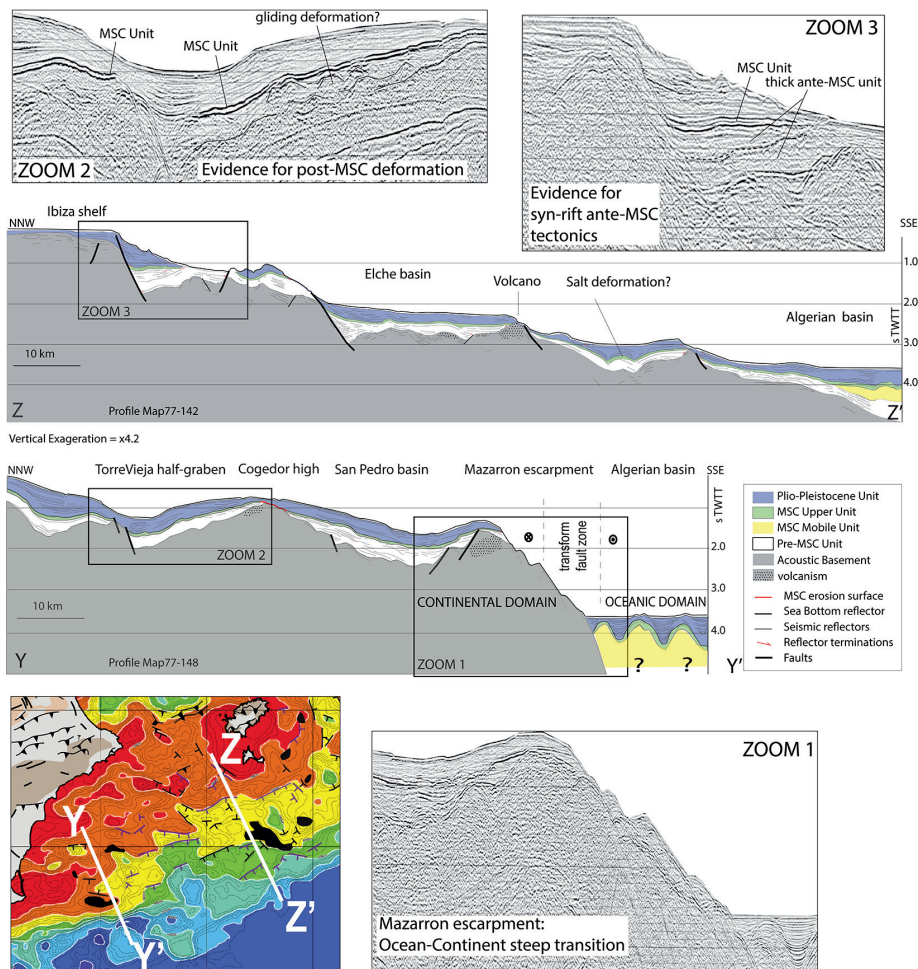 gliding deformation?
MSC Unit
MSC Unit
ZOOM 2
Evidence for post-MSC deformation
ZOOM 3
MSC Unit
thick ante-MSC unit
Evidence for
syn-rift ante-MSC
tectonics
NNW
Ibiza shelf
SSE
1.0
Elche basin
Volcano
Salt deformation?
2.0
ZOOM 3
Algerian basin
s TWTT
3.0
10 km
4.0
Z
Profile Map77-142
Z'
Vertical Exageration = x4.2
NNW
TorreVieja half-graben
Cogedor high
San Pedro basin
Mazarron escarpment
Algerian basin
SSE
s TWTT
transform
fault zone
2.0
ZOOM 2
3.0
10 km
CONTINENTAL DOMAIN
OCEANIC DOMAIN
4.0
Y
Profile Map77-148
ZOOM 1
?
?
Y'
Plio-Pleistocene Unit
MSC Upper Unit
MSC Mobile Unit
Pre-MSC Unit
Acoustic Basement
volcanism
MSC erosion surface
Sea Bottom reflector
Seismic reflectors
Reflector terminations
Faults
Z
Y
Z'
Y'
ZOOM 1
Mazarron escarpment:
Ocean-Continent steep transition